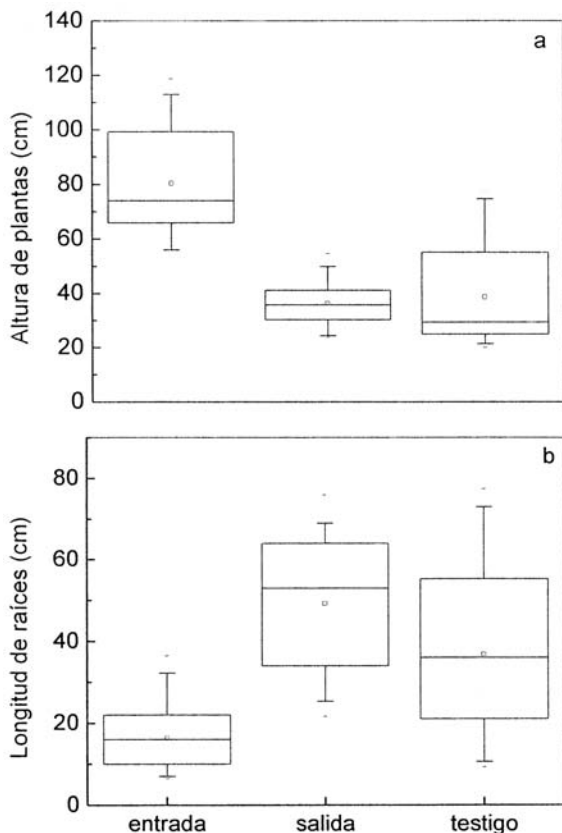 a
Altura de plantas (cm)
140
120
100
80
60
40
20
0
b
Longitud de raíces (cm)
80
60
40
20
0
entrada salida testigo